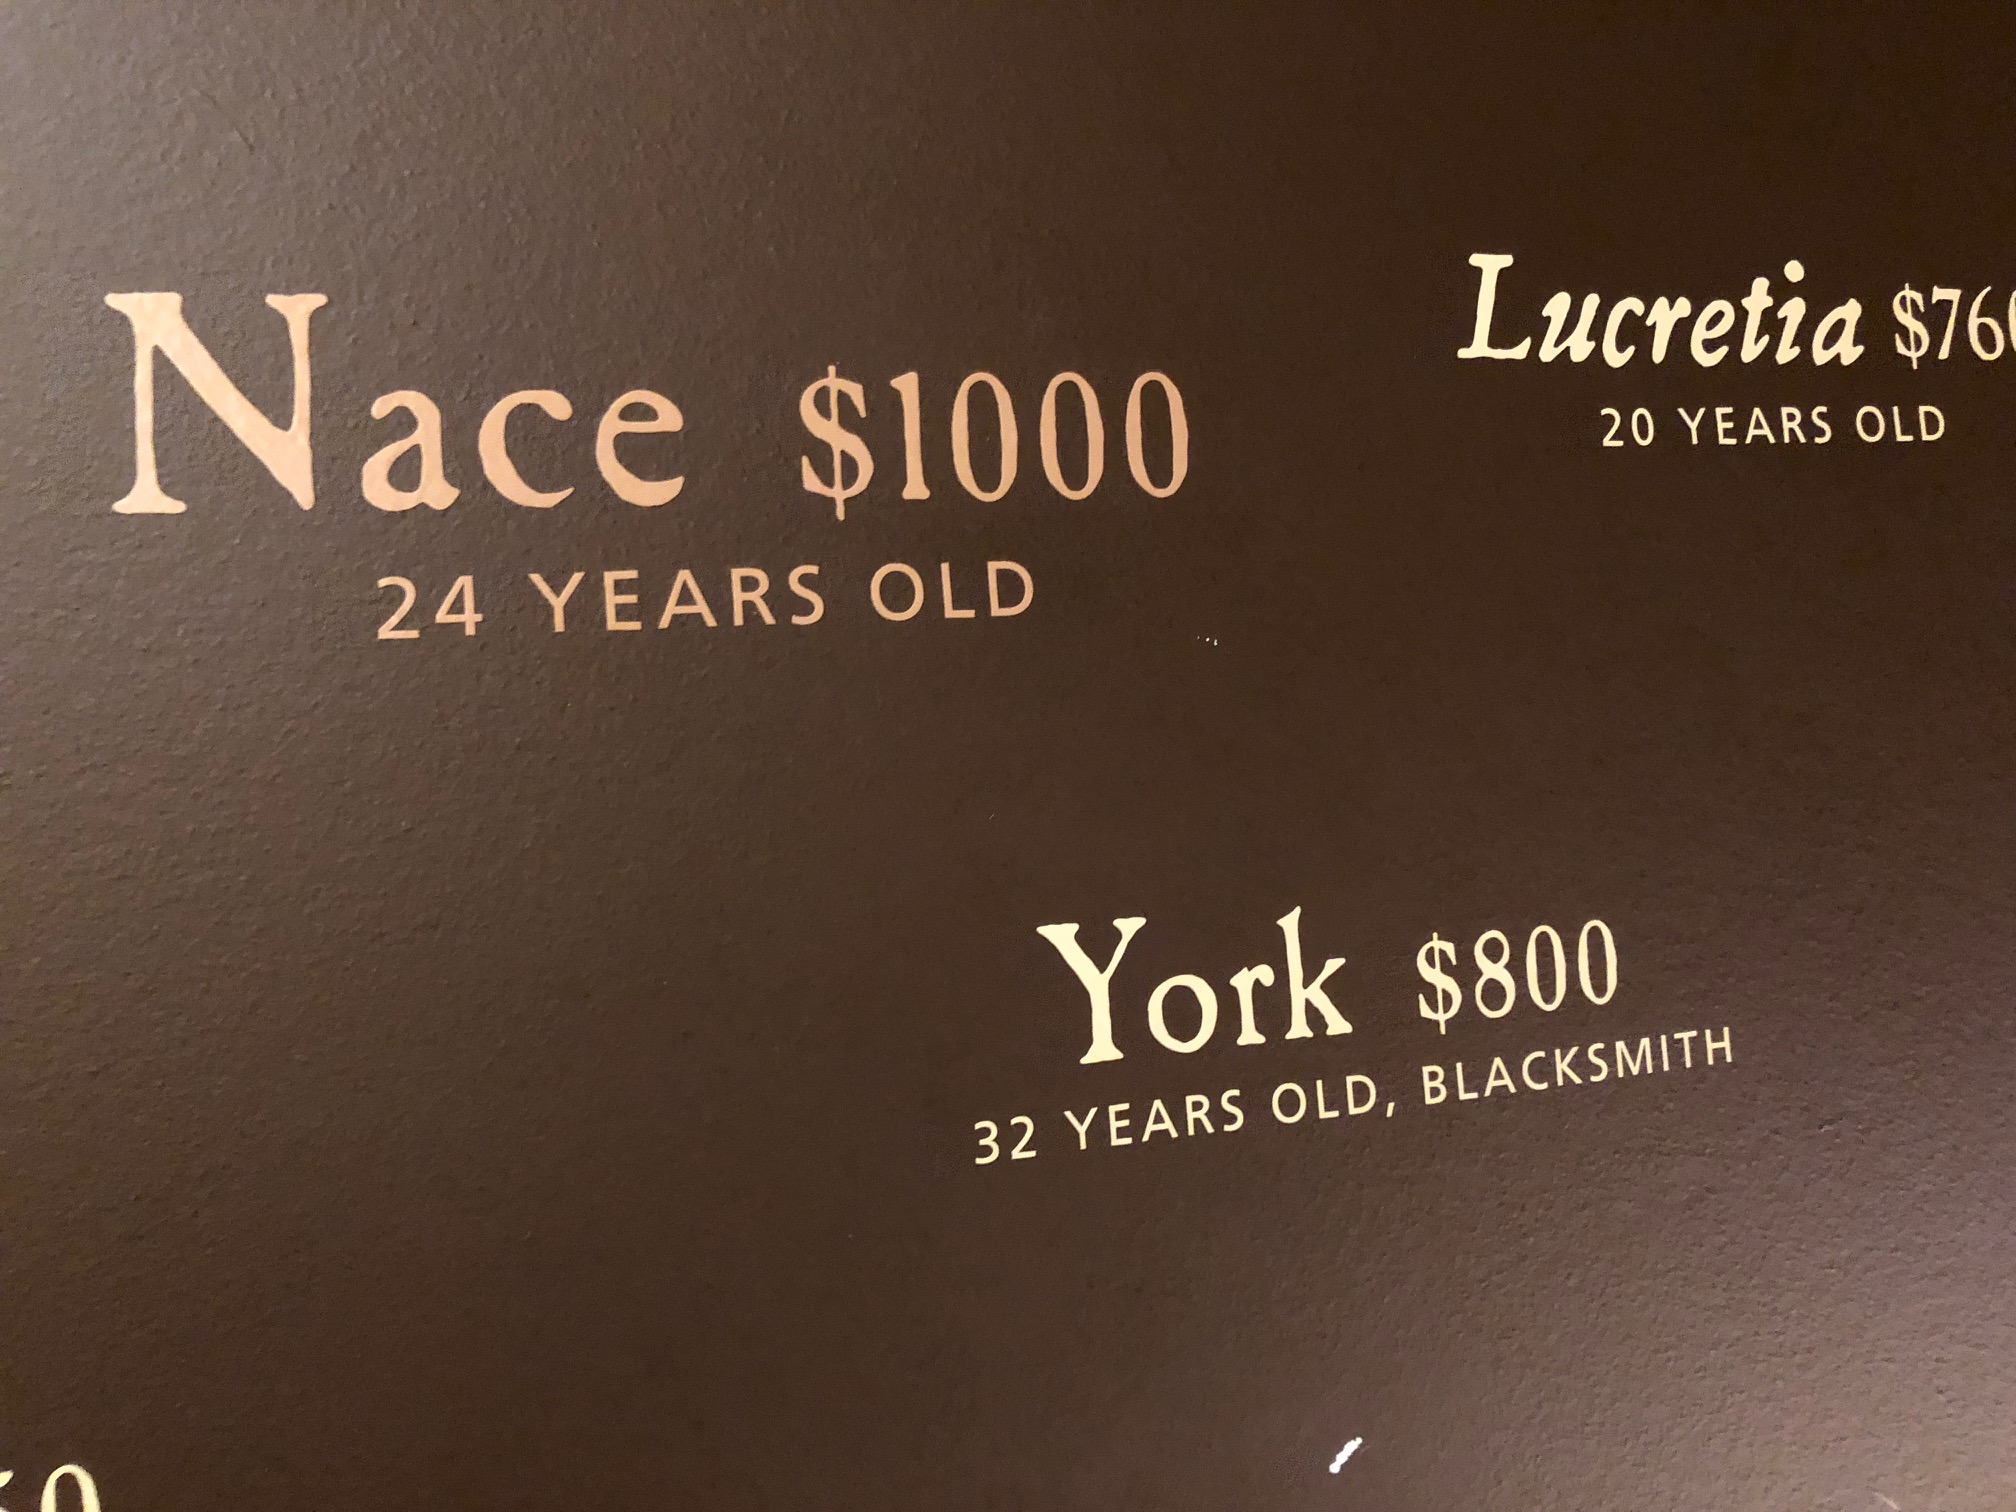 Nace $1000
24 YEARS OLD
Lucretia
20 YEARS OLD
York $800
32 YEARS OLD, BLACKSMITH